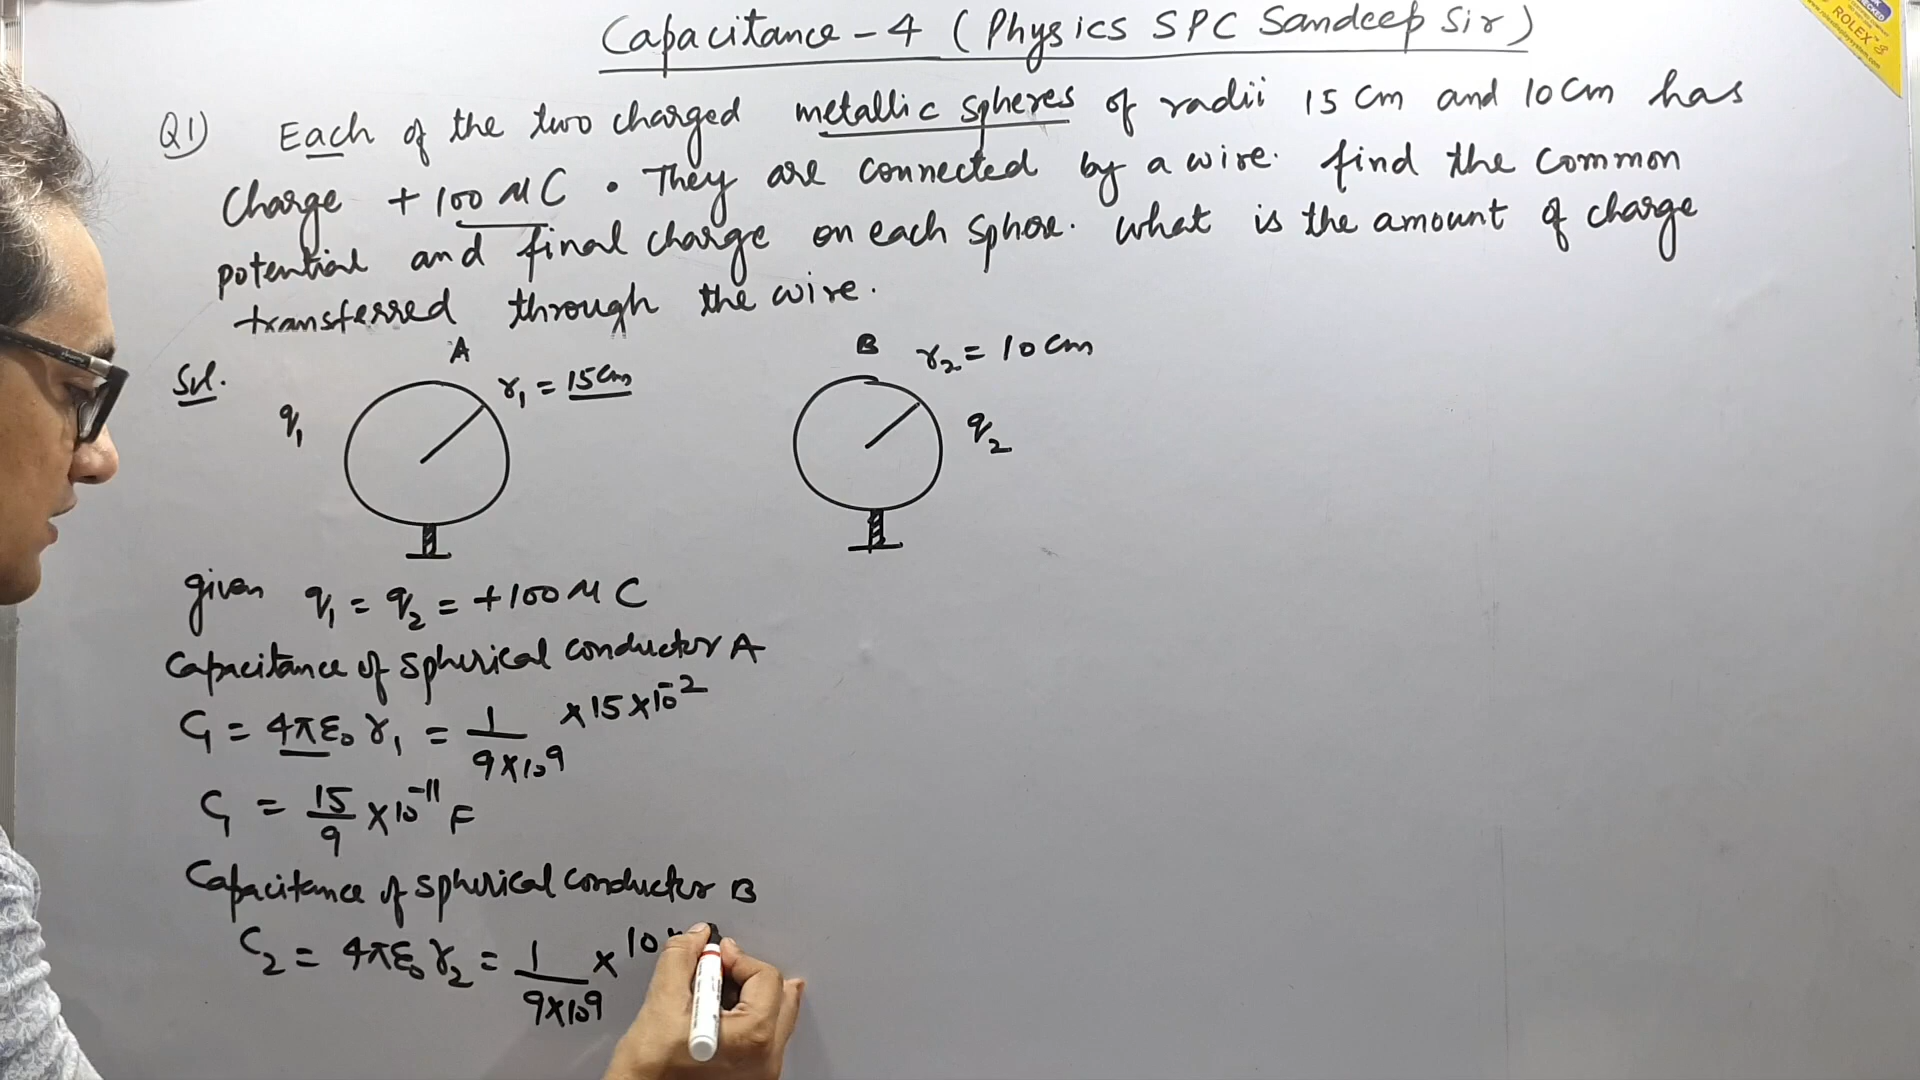 Capacitance - 4 ( Physics SPC Sandeep Sir )
ROLEX 8
Q1) Each of the two charged metallic spheres of radii 15 cm and 10 cm has
charge + 100 μC . They are connected by a wire. find the common
potential and final charge on each sphere. what is the amount of charge
transferred through the wire.
Sol.
A
r₁ = 15cm
q₁
B
r₂ = 10 cm
q₂
given q₁ = q₂ = +100 μC
Capacitance of spherical conductor A
C₁ = 4πε₀ r₁ = 1/9×10⁹ × 15 × 10⁻²
C₁ = 15/9 × 10⁻¹¹ F
Capacitance of spherical conductor B
C₂ = 4πε₀ r₂ = 1/9×10⁹ × 10